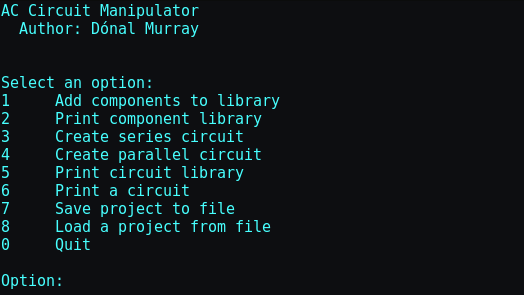 AC Circuit Manipulator
Author: Dónal Murray
Select an option:
1 Add components to library
2 Print component library
3 Create series circuit
4 Create parallel circuit
5 Print circuit library
6 Print a circuit
7 Save project to file
8 Load a project from file
0 Quit
Option: